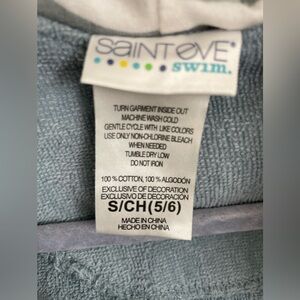 SAINT EVE®
swim.
TURN GARMENT INSIDE OUT
MACHINE WASH COLD
GENTLE CYCLE WITH LIKE COLORS
USE ONLY NON-CHLORINE BLEACH
WHEN NEEDED
TUMBLE DRY LOW
DO NOT IRON
100% COTTON, 100% ALGODÓN
EXCLUSIVE OF DECORATION
EXCLUSIVO DE DECORACIÓN
S/CH(5/6)
MADE IN CHINA
HECHO EN CHINA